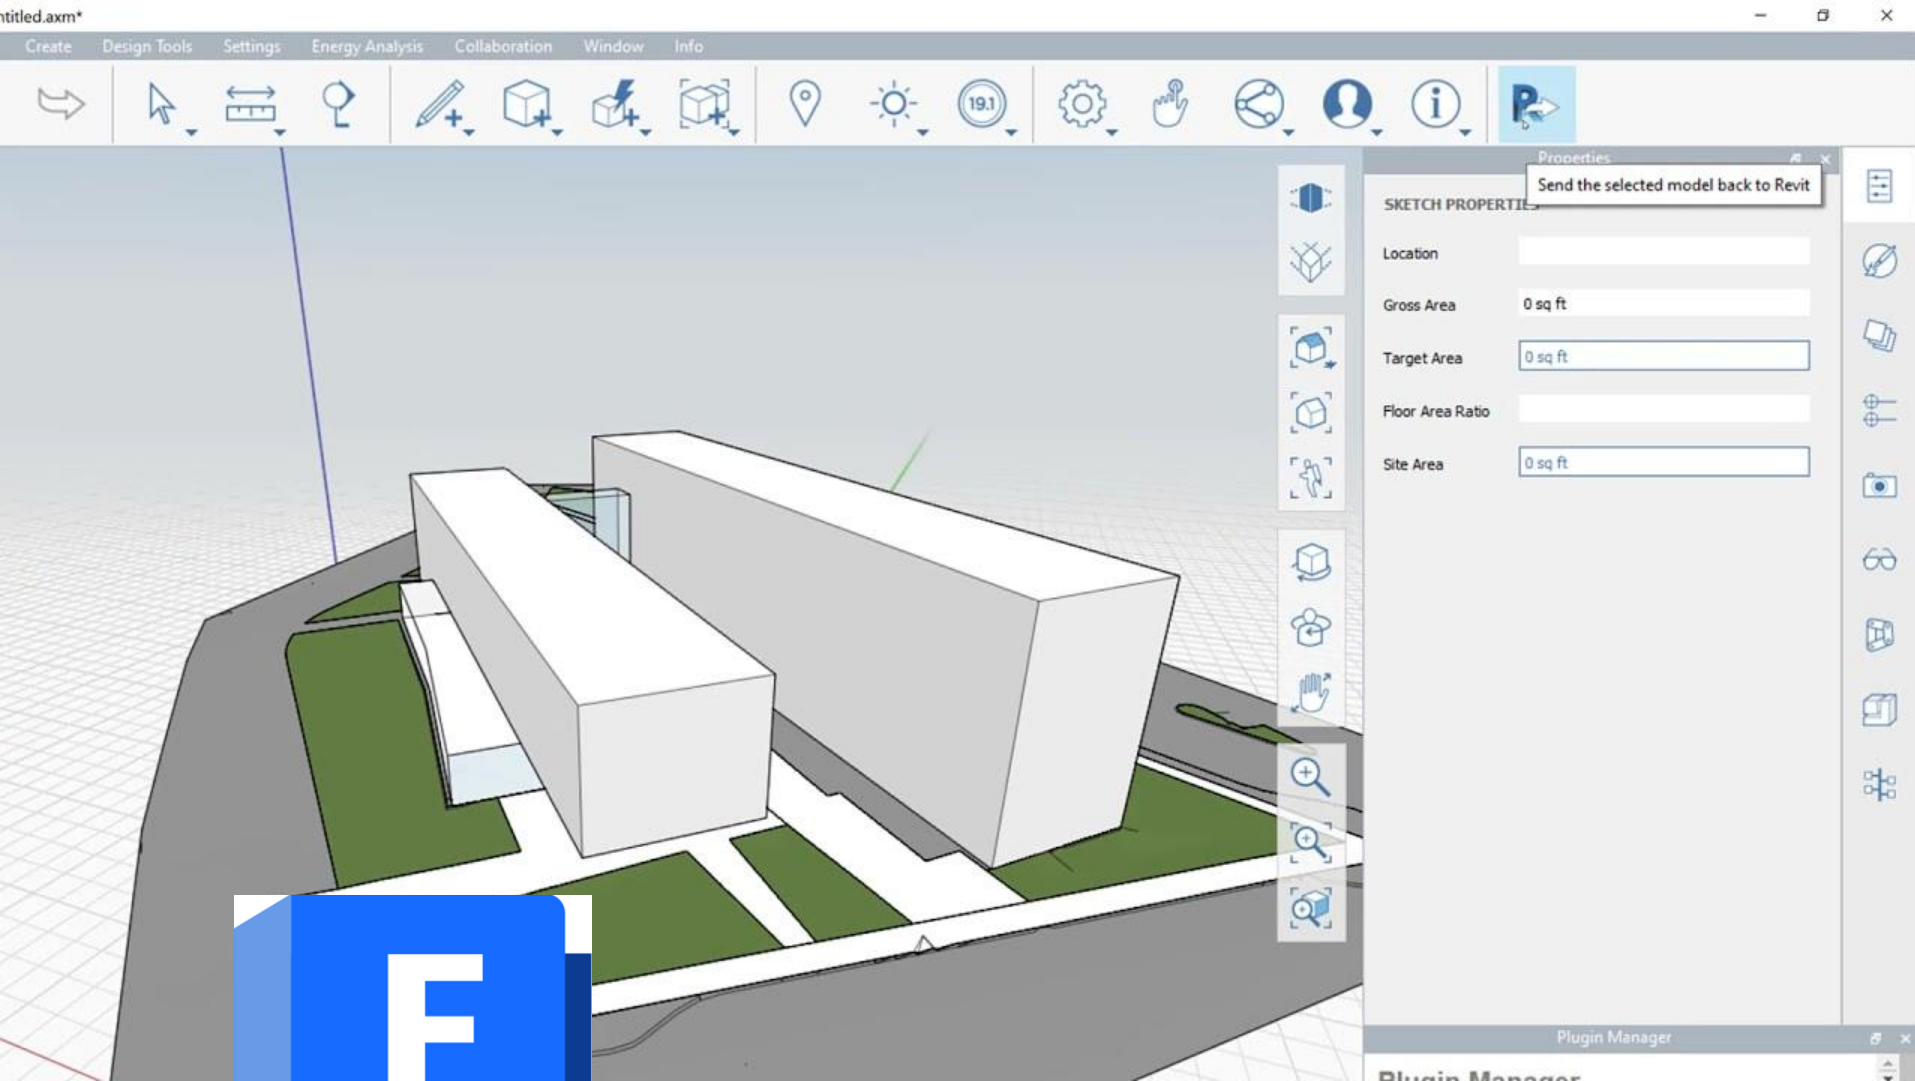 ntitled.axm*
Create Design Tools Settings Energy Analysis Collaboration Window Info
19.1
R
Properties
Send the selected model back to Revit
SKETCH PROPERTIES
Location
Gross Area 0 sq ft
Target Area 0 sq ft
Floor Area Ratio
Site Area 0 sq ft
F
Plugin Manager
Plugin Manager